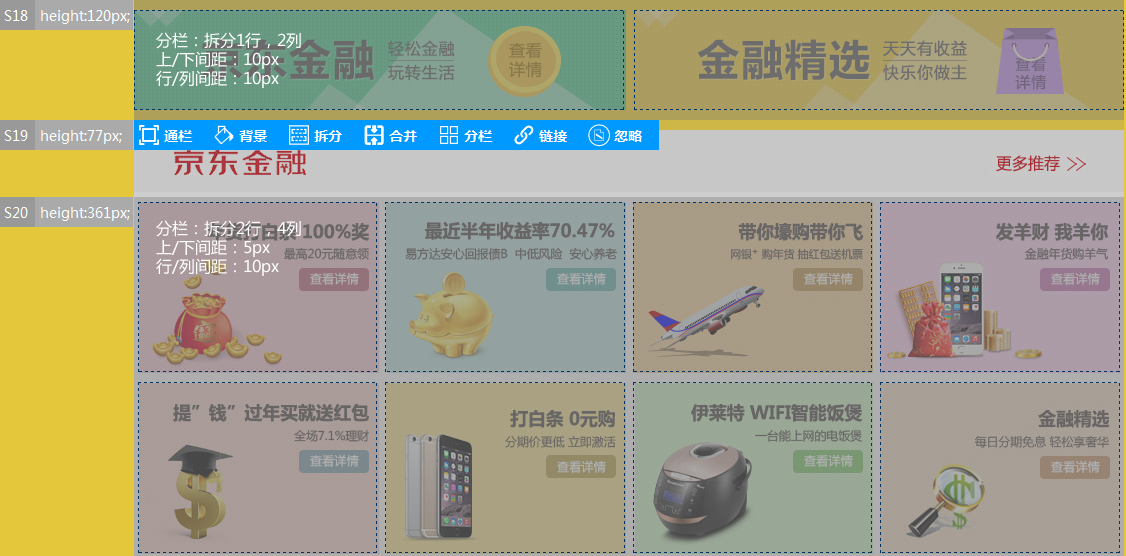 S18 height:120px;
分栏：拆分1行，2列
上/下间距：10px
行/列间距：10px
京东金融
轻松金融
玩转生活
查看
详情
金融精选
天天有收益
快乐你做主
查看
详情
S19 height:77px;
通栏 背景 拆分 合并 分栏 链接 忽略
京东金融
更多推荐
S20 height:361px;
分栏：拆分2行，4列
上/下间距：5px
行/列间距：10px
打白条 100%奖
最高20元随意领
查看详情
最近半年收益率70.47%
易方达安心回报债B 中低风险 安心养老
查看详情
带你壕购带你飞
网银+ 购年货 抽红包送机票
查看详情
发羊财 我羊你
金融年货购羊气
查看详情
提”钱”过年买就送红包
全场7.1%理财
查看详情
打白条 0元购
分期价更低 立即激活
查看详情
伊莱特 WIFI智能饭煲
一台能上网的电饭煲
查看详情
金融精选
每日分期免息 轻松享奢华
查看详情